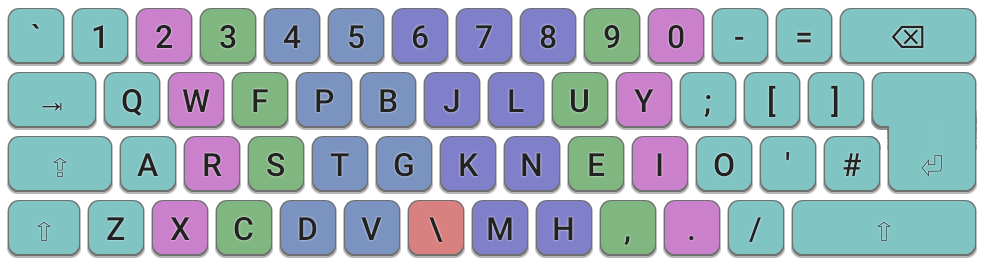 ` 1 2 3 4 5 6 7 8 9 0 - = ⌫
⇥ Q W F P B J L U Y ; [ ]
⇪ A R S T G K N E I O ' # ⏎
⇧ Z X C D V \ M H , . / ⇧